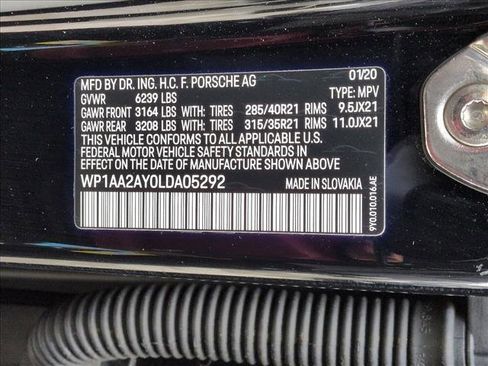 MFD BY DR. ING. H.C. F. PORSCHE AG 01/20
GVWR 6239 LBS TYPE: MPV
GAWR FRONT 3164 LBS WITH: TIRES 285/40R21 RIMS 9.5JX21
GAWR REAR 3208 LBS WITH: TIRES 315/35R21 RIMS 11.0JX21
THIS VEHICLE CONFORMS TO ALL APPLICABLE U.S.
FEDERAL MOTOR VEHICLE SAFETY STANDARDS IN EFFECT
ON THE DATE OF MANUFACTURE SHOWN ABOVE.
WP1AA2AY0LDA05292 MADE IN SLOVAKIA
9Y0.010.016.AE